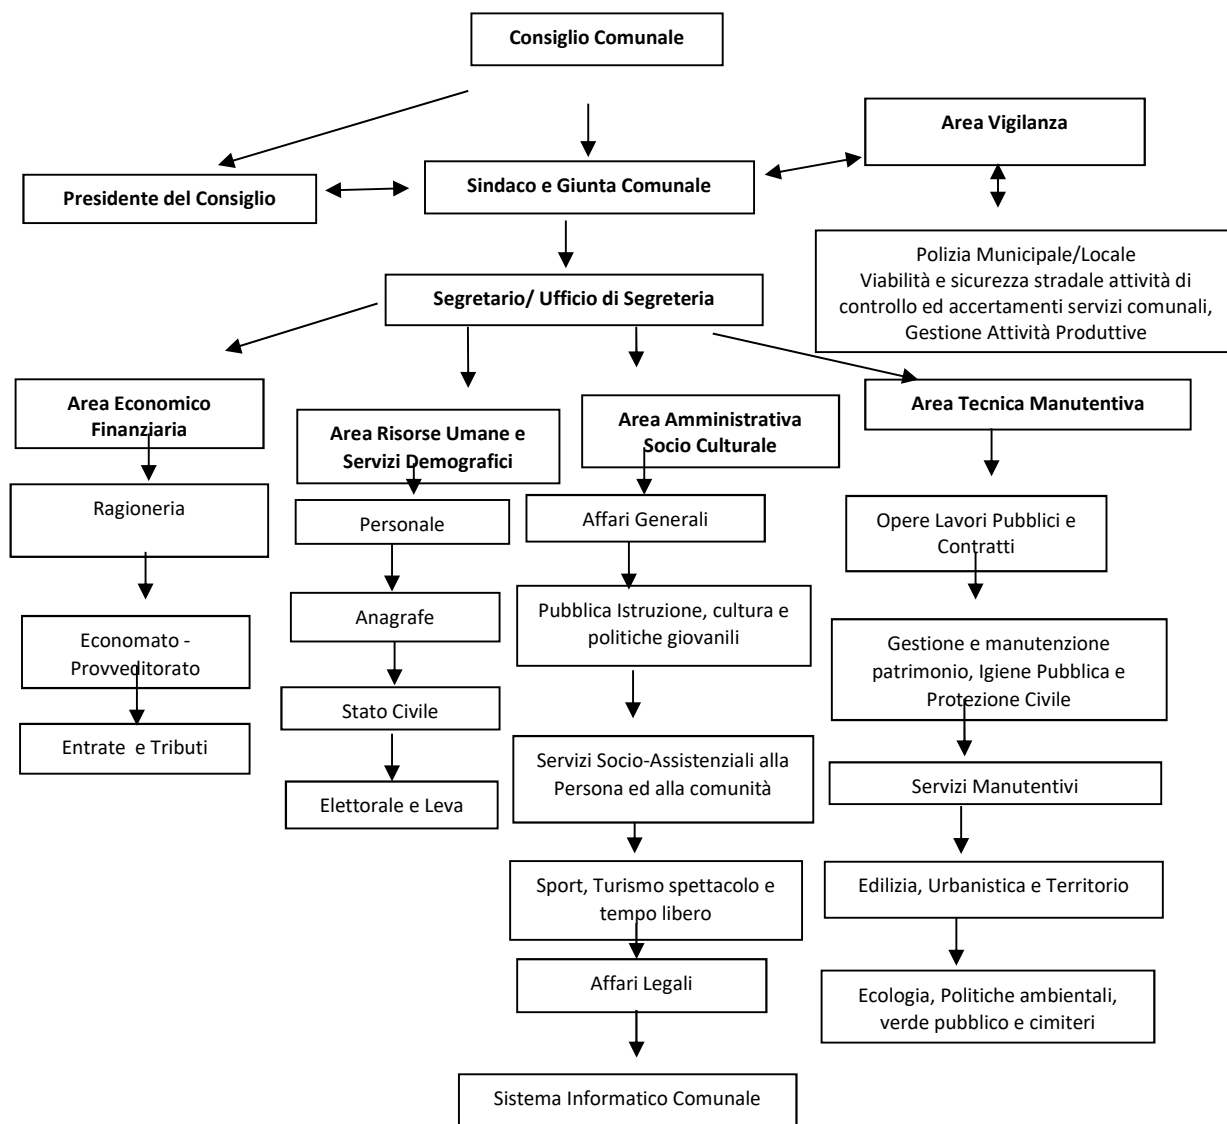 Consiglio Comunale
Area Vigilanza
Presidente del Consiglio
Sindaco e Giunta Comunale
Polizia Municipale/Locale
Viabilità e sicurezza stradale attività di
controllo ed accertamenti servizi comunali,
Gestione Attività Produttive
Segretario/ Ufficio di Segreteria
Area Economico
Finanziaria
Area Risorse Umane e
Servizi Demografici
Area Amministrativa
Socio Culturale
Area Tecnica Manutentiva
Ragioneria
Economato -
Provveditorato
Entrate e Tributi
Personale
Anagrafe
Stato Civile
Elettorale e Leva
Affari Generali
Pubblica Istruzione, cultura e
politiche giovanili
Servizi Socio-Assistenziali alla
Persona ed alla comunità
Sport, Turismo spettacolo e
tempo libero
Affari Legali
Sistema Informatico Comunale
Opere Lavori Pubblici e
Contratti
Gestione e manutenzione
patrimonio, Igiene Pubblica e
Protezione Civile
Servizi Manutentivi
Edilizia, Urbanistica e Territorio
Ecologia, Politiche ambientali,
verde pubblico e cimiteri